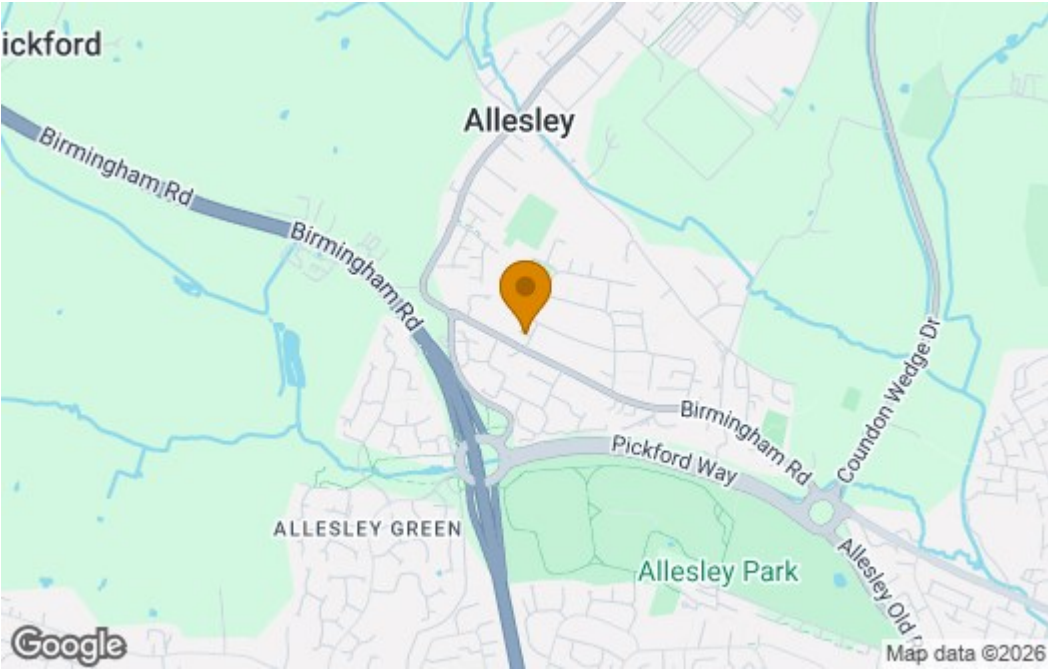 ickford
Allesley
Birmingham Rd
Birmingham Rd
Coundon Wedge Dr
Birmingham Rd
Pickford Way
ALLESLEY GREEN
Allesley Park
Allesley Old
Google
Map data ©2026